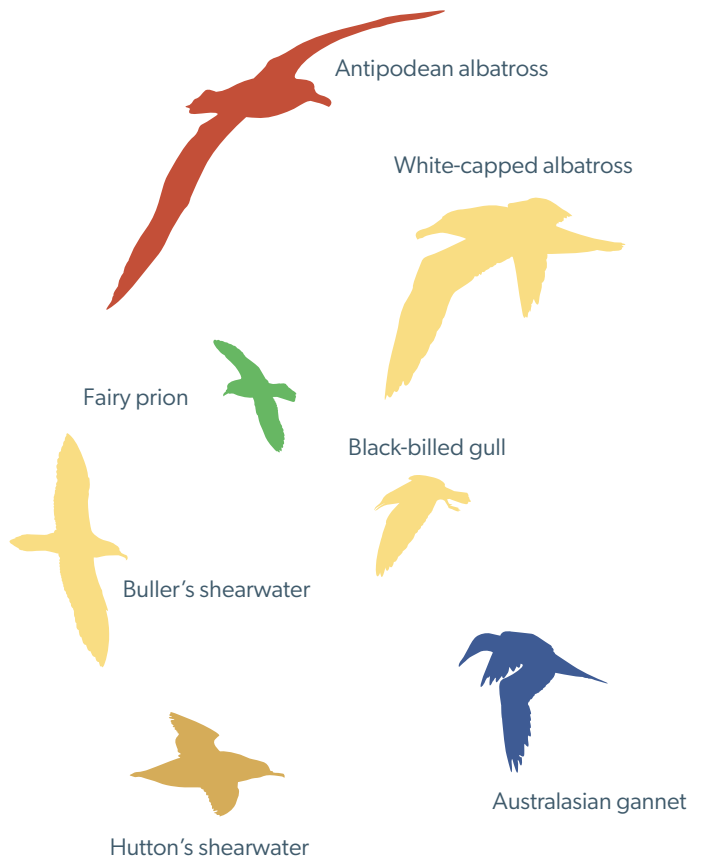 Antipodean albatross
White-capped albatross
Fairy prion
Black-billed gull
Buller’s shearwater
Australasian gannet
Hutton’s shearwater